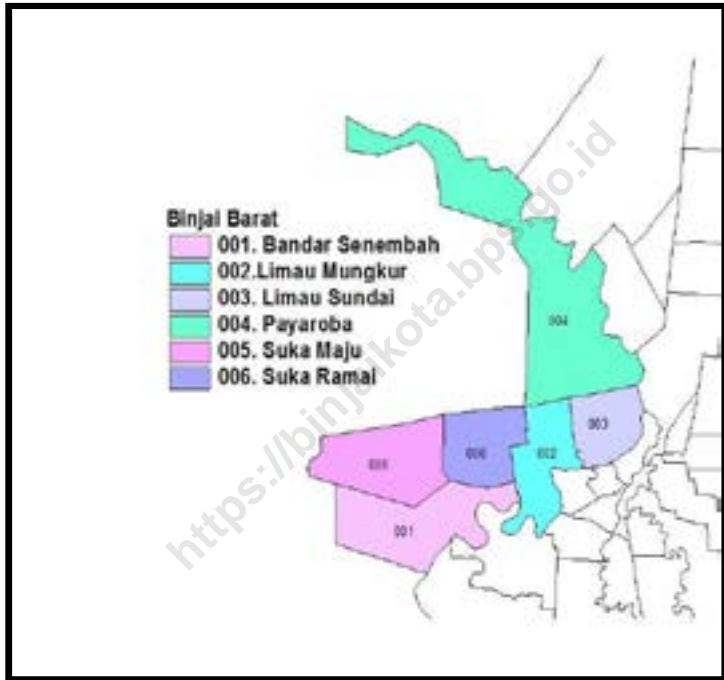 Binjai Barat
001. Bandar Senembah
002.Limau Mungkur
003. Limau Sundai
004. Payaroba
005. Suka Maju
006. Suka Ramai
004
003
002
006
005
001
https://binjaikota.bps.go.id